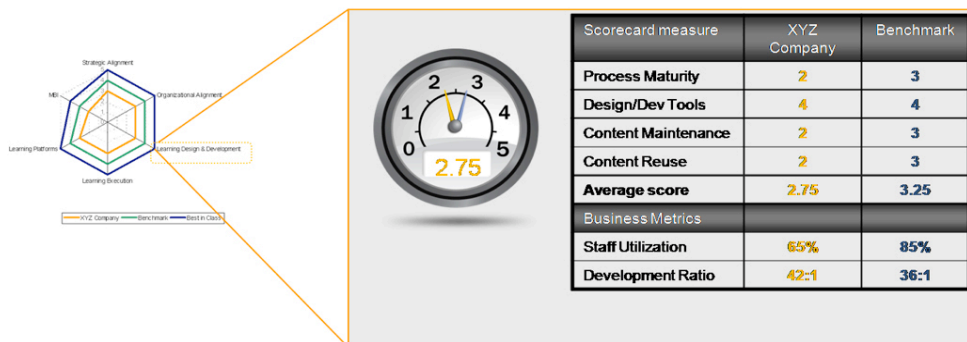 Strategic Alignment
MBI
Organizational Alignment
Learning Platforms
Learning Design & Development
Learning Execution
XYZ Company
Benchmark
Best in Class
0
1
2
3
4
5
2.75
Scorecard measure XYZ Company Benchmark
Process Maturity 2 3
Design/Dev Tools 4 4
Content Maintenance 2 3
Content Reuse 2 3
Average score 2.75 3.25
Business Metrics
Staff Utilization 65% 85%
Development Ratio 42:1 36:1